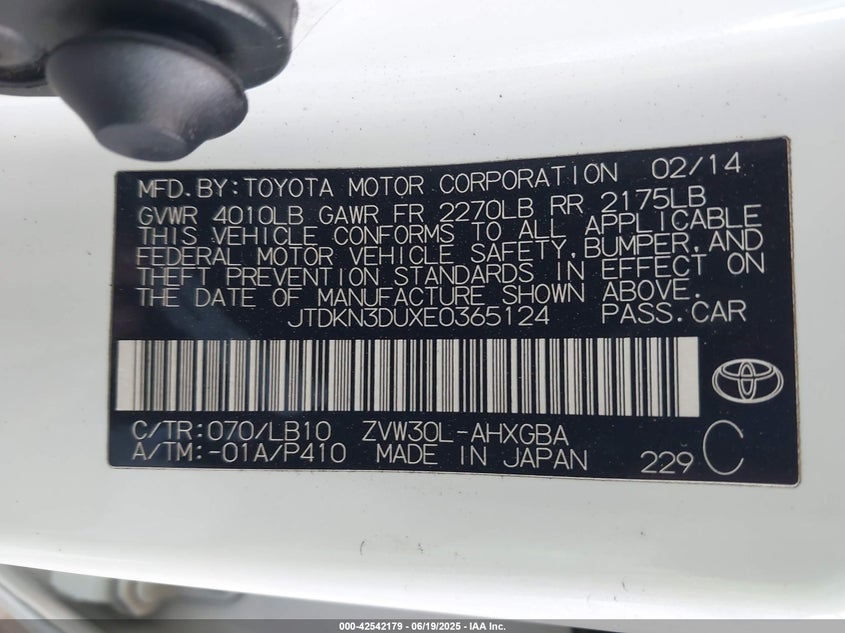 MFD.BY:TOYOTA MOTOR CORPORATION 02/14
GVWR 4010LB GAWR FR 2270LB RR 2175LB
THIS VEHICLE CONFORMS TO ALL APPLICABLE
FEDERAL MOTOR VEHICLE SAFETY,BUMPER,AND
THEFT PREVENTION STANDARDS IN EFFECT ON
THE DATE OF MANUFACTURE SHOWN ABOVE.
JTDKN3DUXE0365124 PASS.CAR
C/TR:070/LB10 ZVW30L-AHXGBA
A/TM:-01A/P410 MADE IN JAPAN 229 C
000-42542179 - 06/19/2025 - IAA Inc.